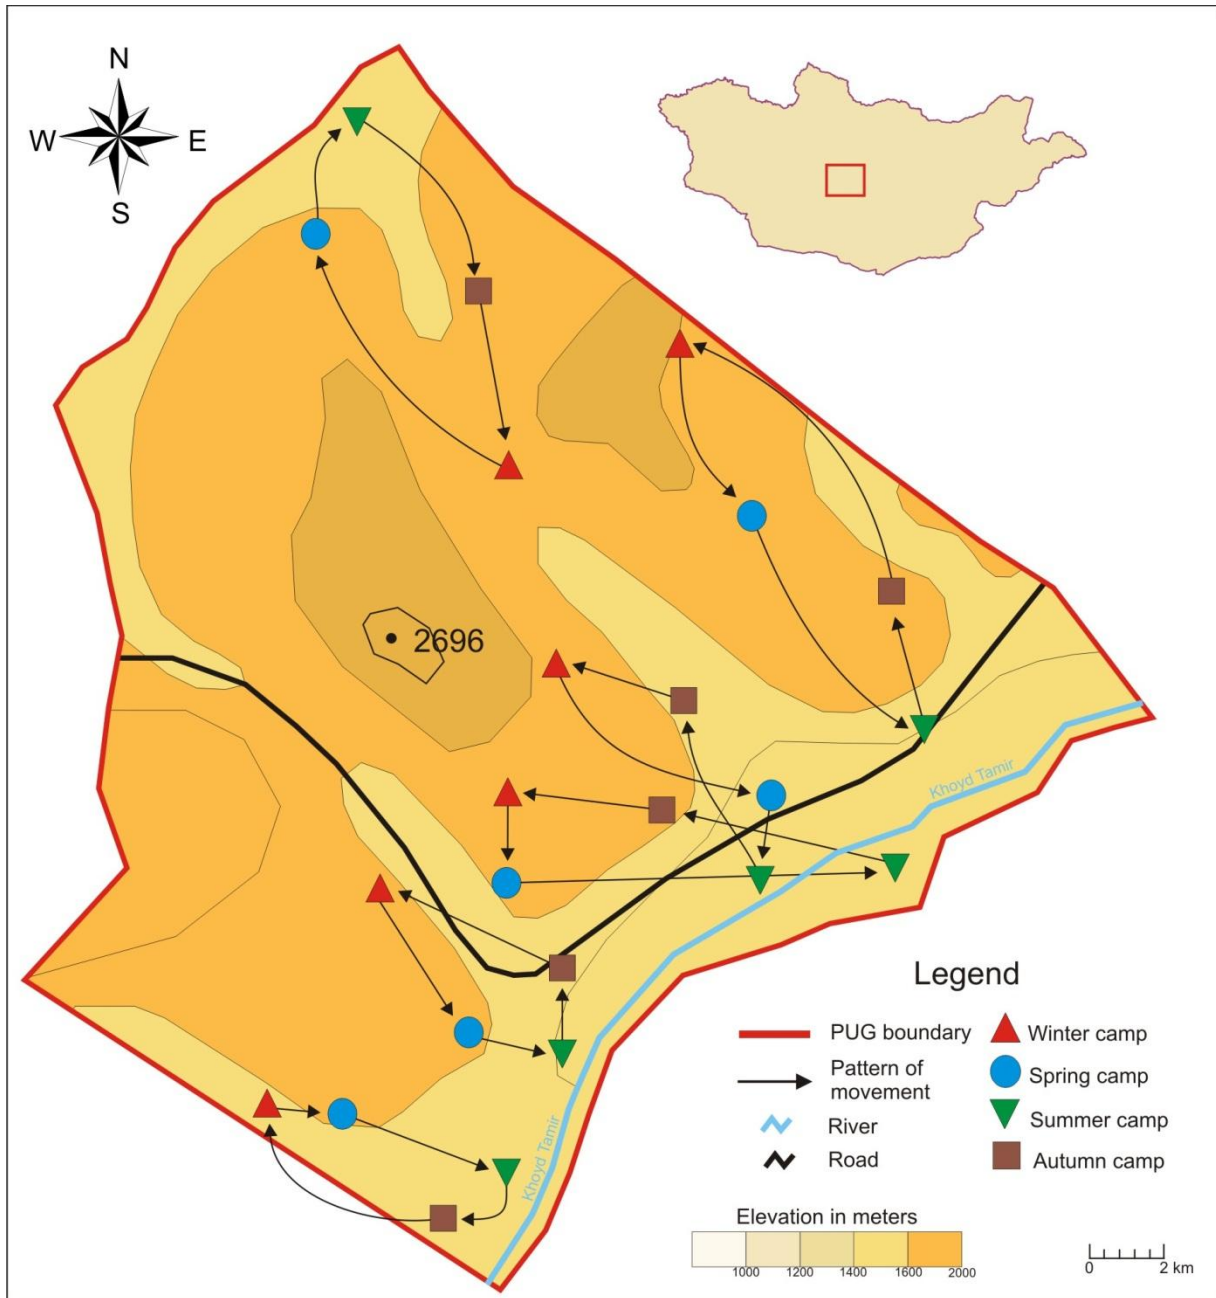 N
W E
S
2696
Khoyd Tamir
Khoyd Tamir
Legend
PUG boundary
Pattern of
movement
River
Road
Winter camp
Spring camp
Summer camp
Autumn camp
Elevation in meters
1000 1200 1400 1600 2000
0 2 km